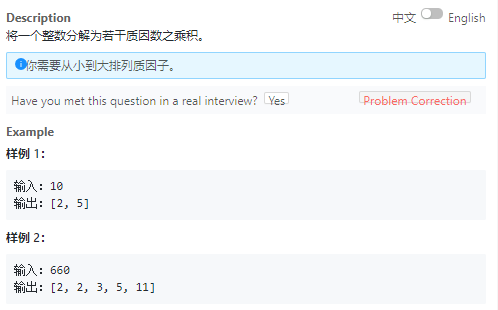 Description 中文 English
将一个整数分解为若干质因数之乘积。
你需要从小到大排列质因子。
Have you met this question in a real interview? Yes Problem Correction
Example
样例 1:
输入: 10
输出: [2, 5]
样例 2:
输入: 660
输出: [2, 2, 3, 5, 11]